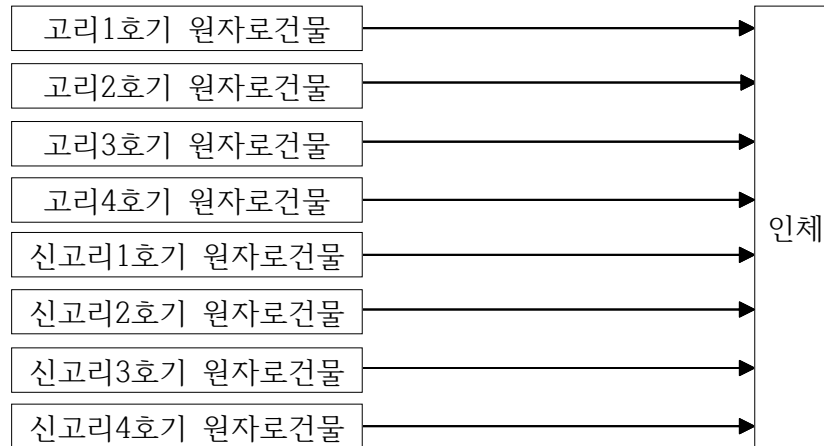 고리1호기 원자로건물
고리2호기 원자로건물
고리3호기 원자로건물
고리4호기 원자로건물
인체
신고리1호기 원자로건물
신고리2호기 원자로건물
신고리3호기 원자로건물
신고리4호기 원자로건물